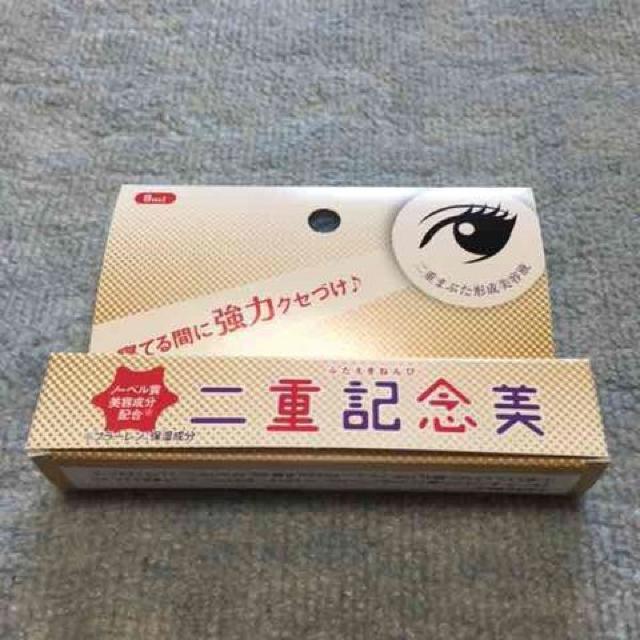 8ml
二重まぶた形成美容液
寝てる間に強力クセづけ♪
ふたえきねんび
ノーベル賞
美容成分
配合※
二重記念美
※フラーレン:保湿成分